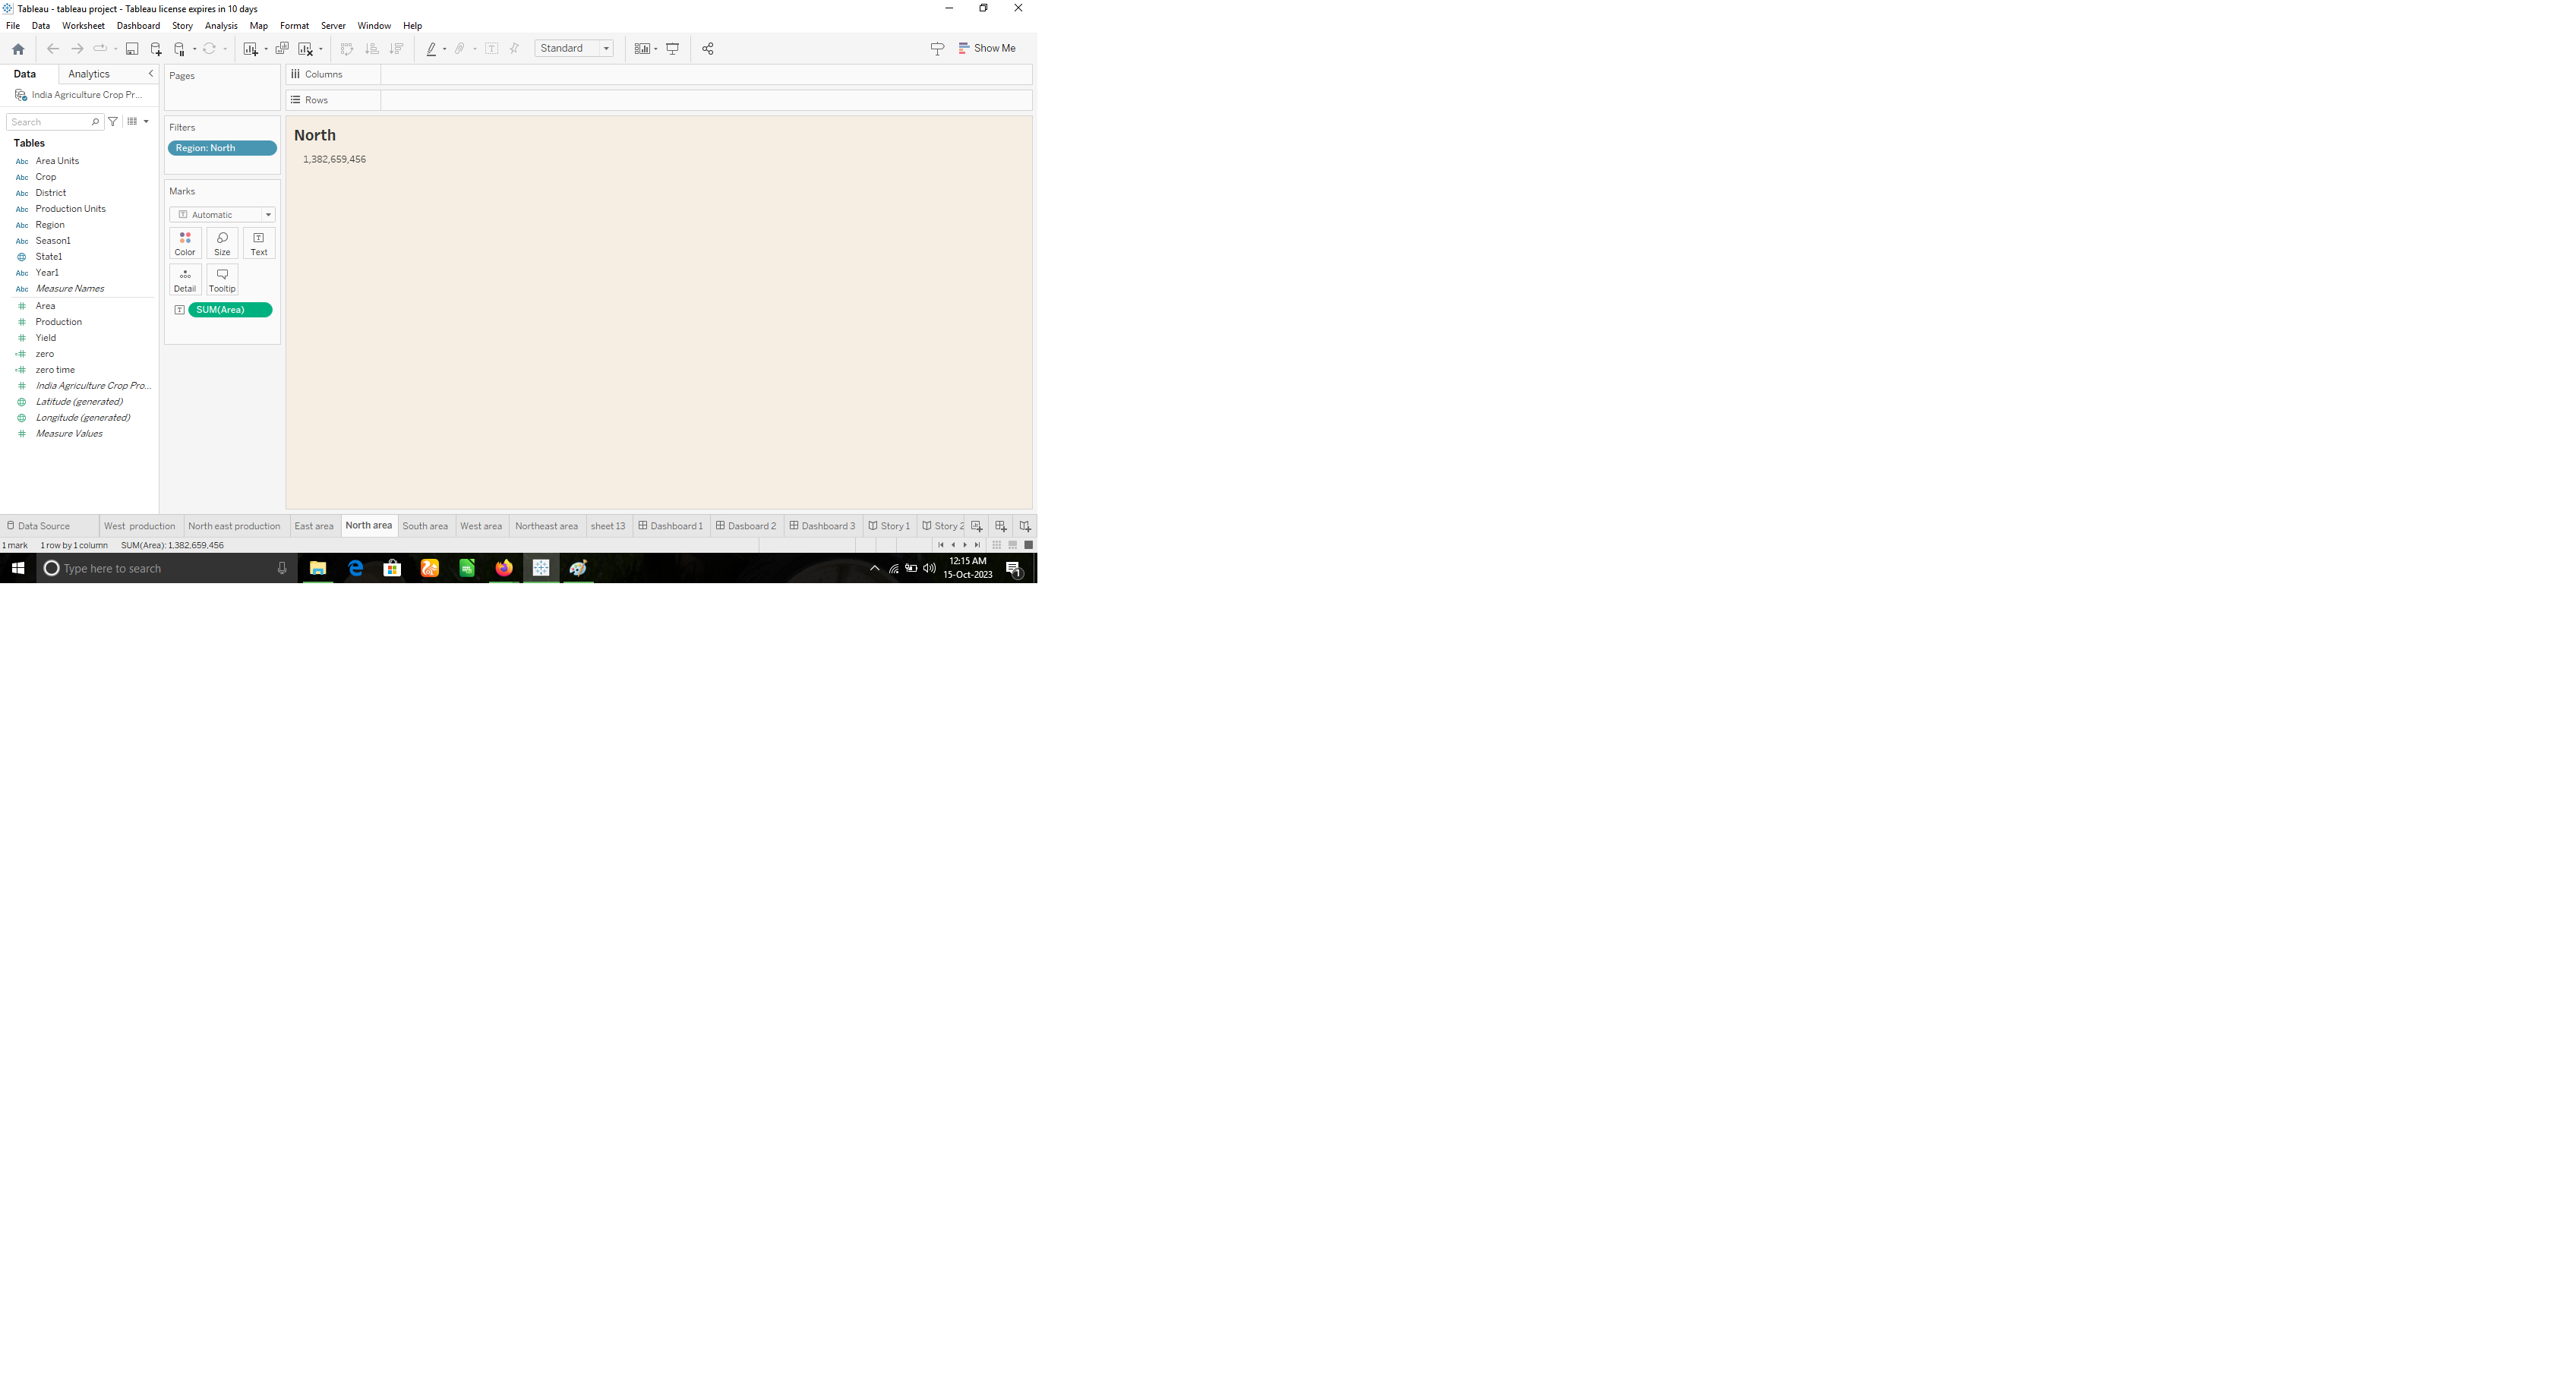 Tableau - tableau project - Tableau license expires in 10 days
File Data Worksheet Dashboard Story Analysis Map Format Server Window Help
Standard
Show Me
Data Analytics
India Agriculture Crop Pr...
Search
Tables
Abc Area Units
Abc Crop
Abc District
Abc Production Units
Abc Region
Abc Season1
State1
Abc Year1
Abc Measure Names
# Area
# Production
# Yield
=# zero
=# zero time
# India Agriculture Crop Pro...
Latitude (generated)
Longitude (generated)
# Measure Values
Pages
Filters
Region: North
Marks
Automatic
Color Size Text
Detail Tooltip
SUM(Area)
Columns
Rows
North
1,382,659,456
Data Source West production North east production East area North area South area West area Northeast area sheet 13 Dashboard 1 Dasboard 2 Dashboard 3 Story 1 Story 2
1 mark 1 row by 1 column SUM(Area): 1,382,659,456
Type here to search
12:15 AM
15-Oct-2023
1